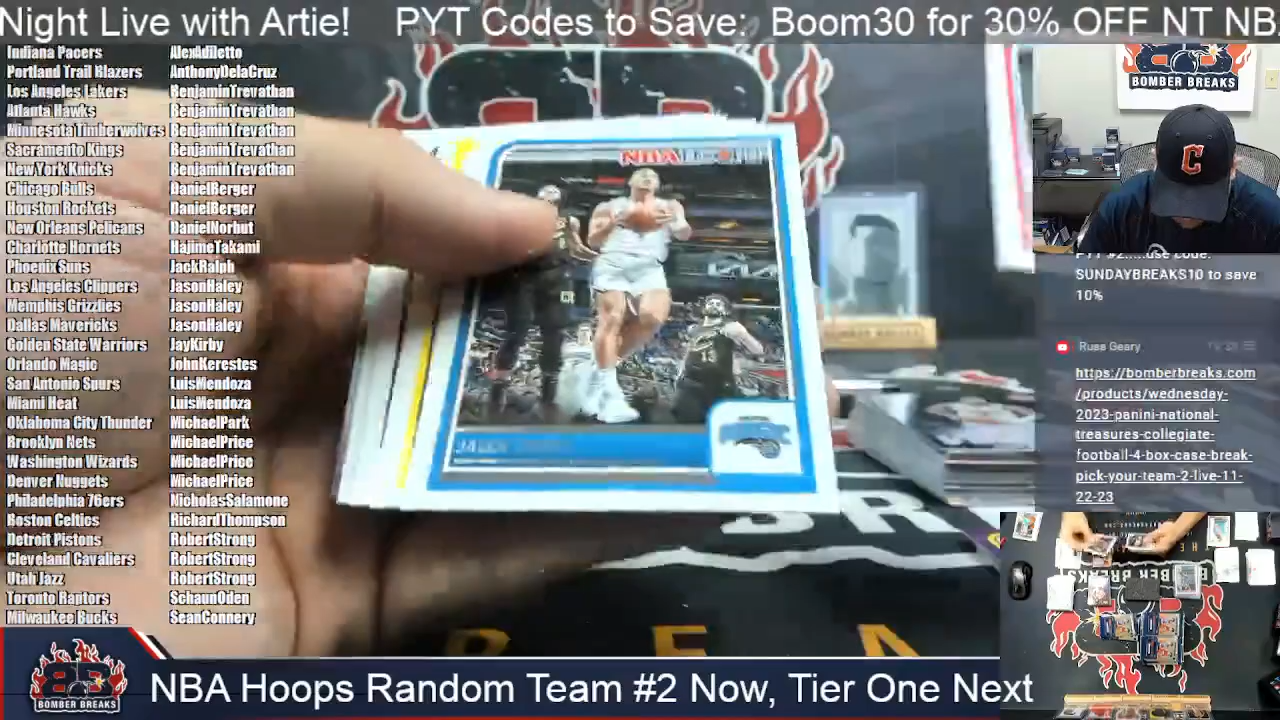 Night Live with Artie! PYT Codes to Save: Boom30 for 30% OFF NT NB
Indiana Pacers AlexAdiletto
Portland Trail Blazers AnthonyDelaCruz
Los Angeles Lakers BenjaminTrevathan
Atlanta Hawks BenjaminTrevathan
Minnesota Timberwolves BenjaminTrevathan
Sacramento Kings BenjaminTrevathan
New York Knicks BenjaminTrevathan
Chicago Bulls DanielBerger
Houston Rockets DanielBerger
New Orleans Pelicans DanielNorbut
Charlotte Hornets HajimeTakami
Phoenix Suns JackRalph
Los Angeles Clippers JasonHaley
Memphis Grizzlies JasonHaley
Dallas Mavericks JasonHaley
Golden State Warriors JayKirby
Orlando Magic JohnKerestes
San Antonio Spurs LuisMendoza
Miami Heat LuisMendoza
Oklahoma City Thunder MichaelPark
Brooklyn Nets MichaelPrice
Washington Wizards MichaelPrice
Denver Nuggets MichaelPrice
Philadelphia 76ers NicholasSalamone
Boston Celtics RichardThompson
Detroit Pistons RobertStrong
Cleveland Cavaliers RobertStrong
Utah Jazz RobertStrong
Toronto Raptors SchaunOden
Milwaukee Bucks SeanConnery
NBA
BOMBER BREAKS
C
PYT #2.....use code:
SUNDAYBREAKS10 to save
10%
Russ Geary
https://bomberbreaks.com
/products/wednesday-
2023-panini-national-
treasures-collegiate-
football-4-box-case-break-
pick-your-team-2-live-11-
22-23
BOMBER BREAKS
BOMBER BREAKS
NBA Hoops Random Team #2 Now, Tier One Next